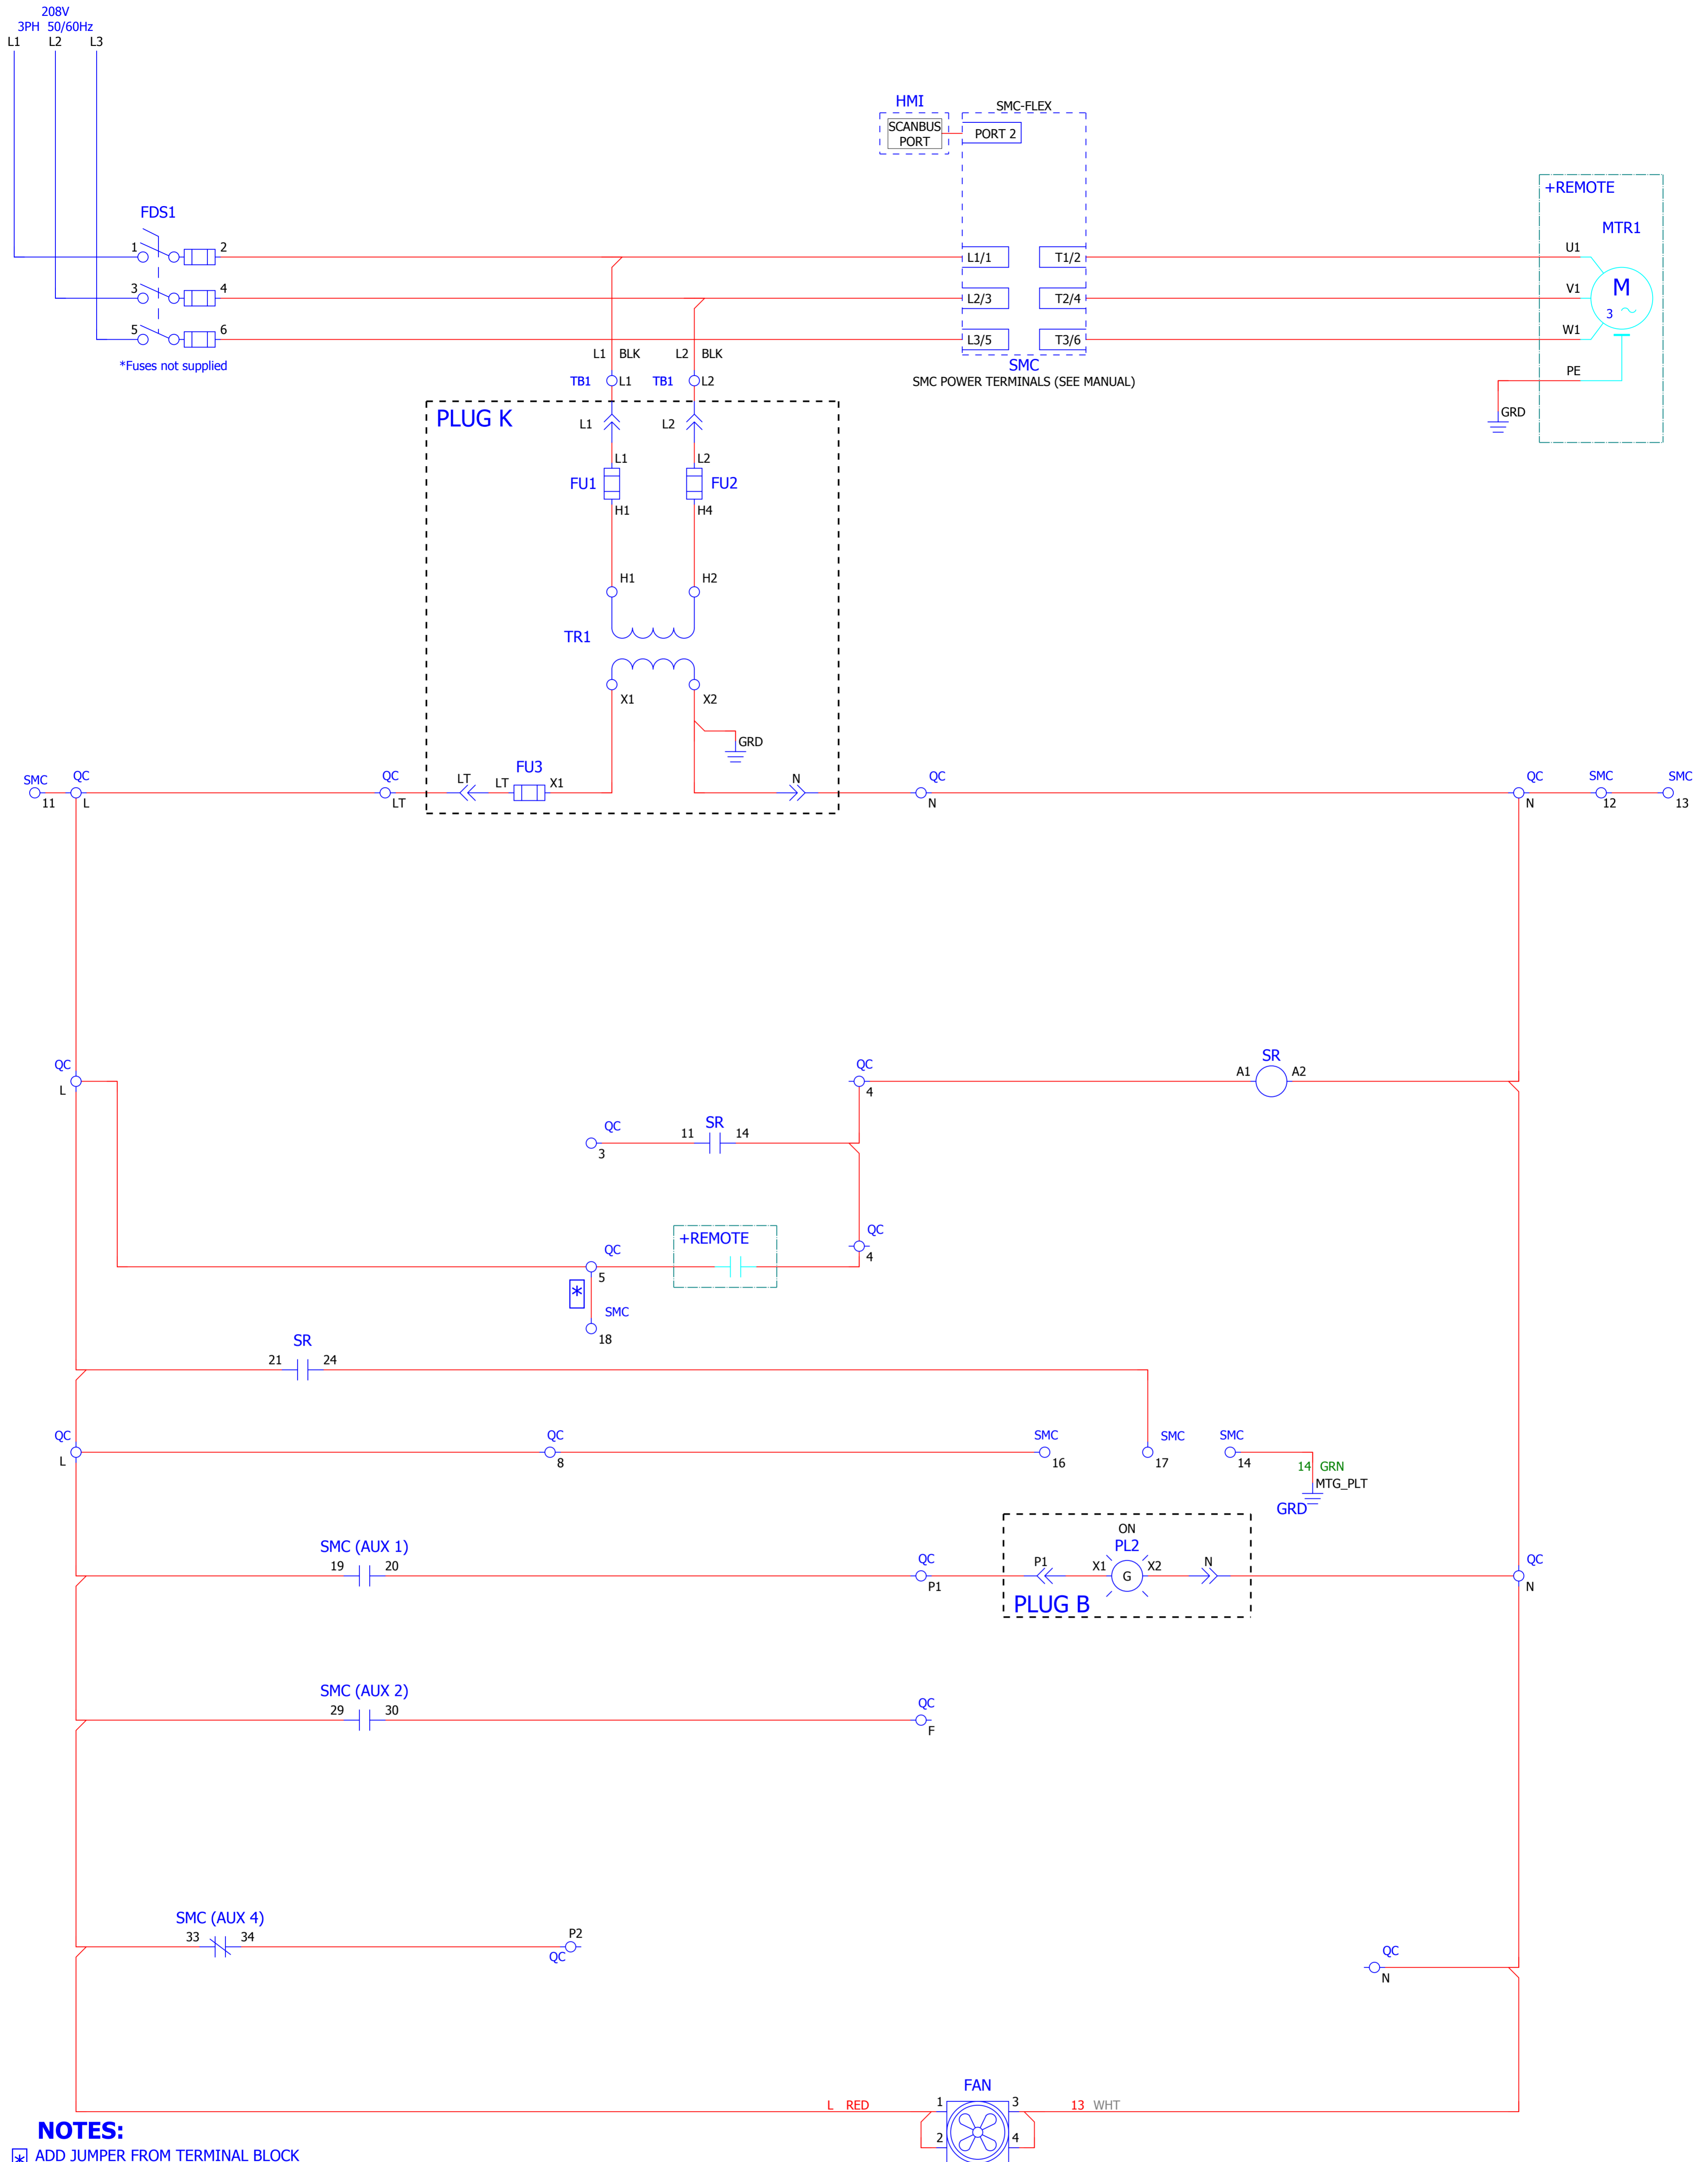 208V
3PH 50/60Hz
L1 L2 L3
HMI
SCANBUS
PORT
SMC-FLEX
PORT 2
+REMOTE
MTR1
FDS1
1 2
3 4
5 6
*Fuses not supplied
L1/1 T1/2
L2/3 T2/4
L3/5 T3/6
SMC
SMC POWER TERMINALS (SEE MANUAL)
U1
V1
W1
PE
M
3
GRD
L1 BLK L2 BLK
TB1 L1 TB1 L2
PLUG K
L1 L2
L1 L2
FU1 FU2
H1 H4
H1 H2
TR1
X1 X2
GRD
FU3
SMC QC QC LT LT X1 N QC QC SMC SMC
11 L LT N N 12 13
QC QC SR
L 4 A1 A2
QC SR
3 11 14
+REMOTE
QC QC
5 4
*
SMC
18
SR
21 24
QC QC SMC SMC SMC
L 8 16 17 14
14 GRN
MTG_PLT
GRD
SMC (AUX 1)
19 20
QC
P1
ON
PL2
P1 X1 G X2 N
PLUG B
QC
N
SMC (AUX 2)
29 30
QC
F
SMC (AUX 4)
33 34
P2
QC
QC
N
FAN
L RED 1 3 13 WHT
2 4
NOTES:
* ADD JUMPER FROM TERMINAL BLOCK